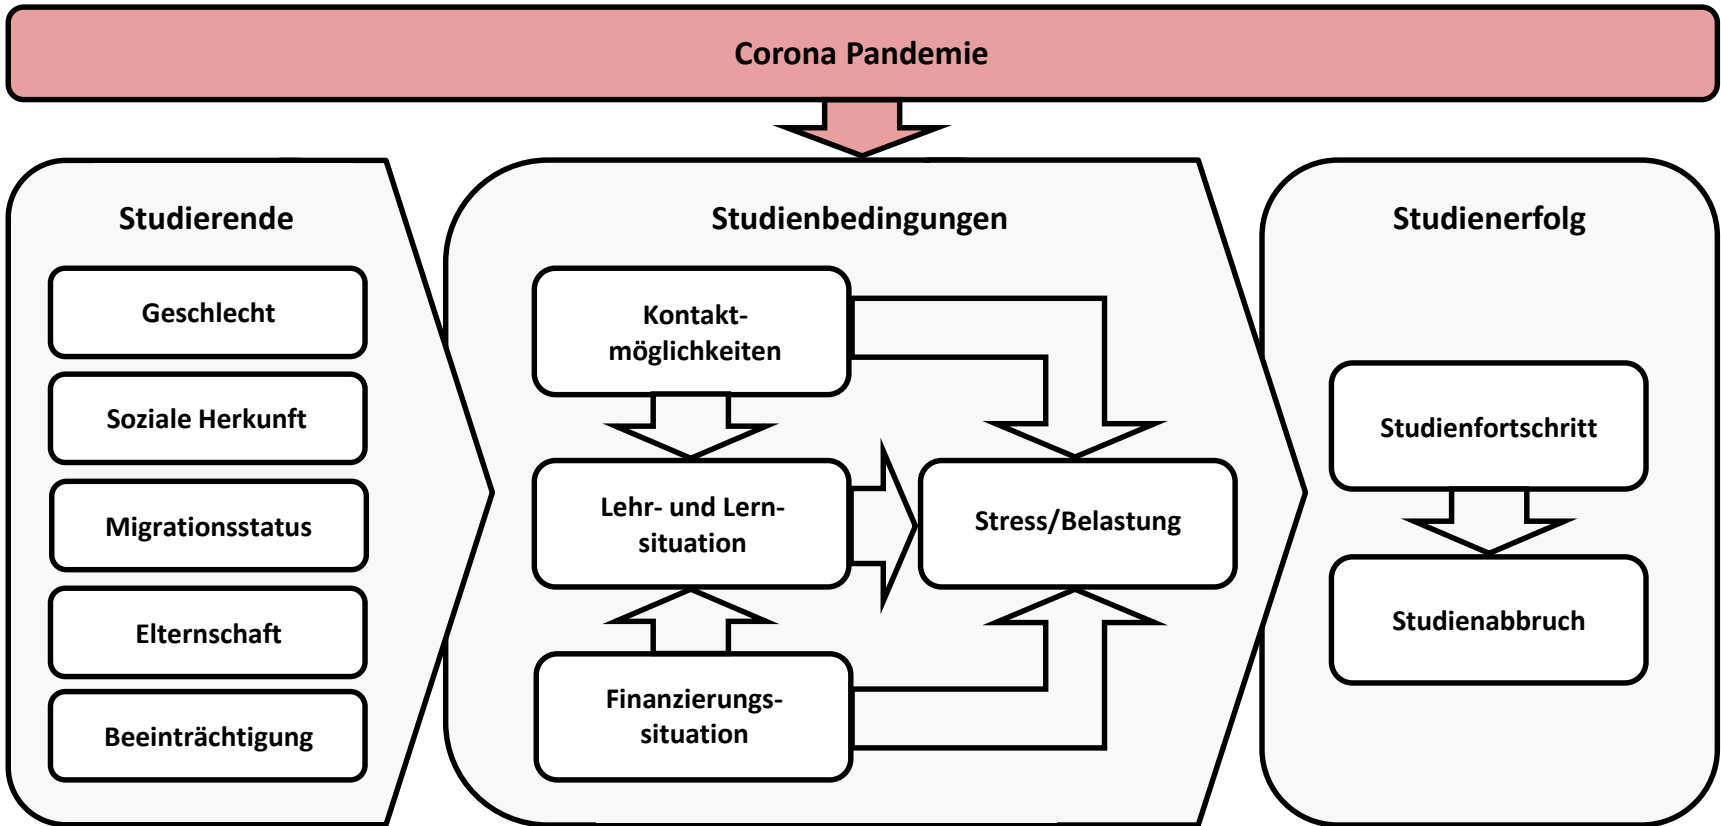 Corona Pandemie
Studierende
Geschlecht
Soziale Herkunft
Migrationsstatus
Elternschaft
Beeinträchtigung
Studienbedingungen
Kontakt-
möglichkeiten
Lehr- und Lern-
situation
Finanzierungs-
situation
Stress/Belastung
Studienerfolg
Studienfortschritt
Studienabbruch